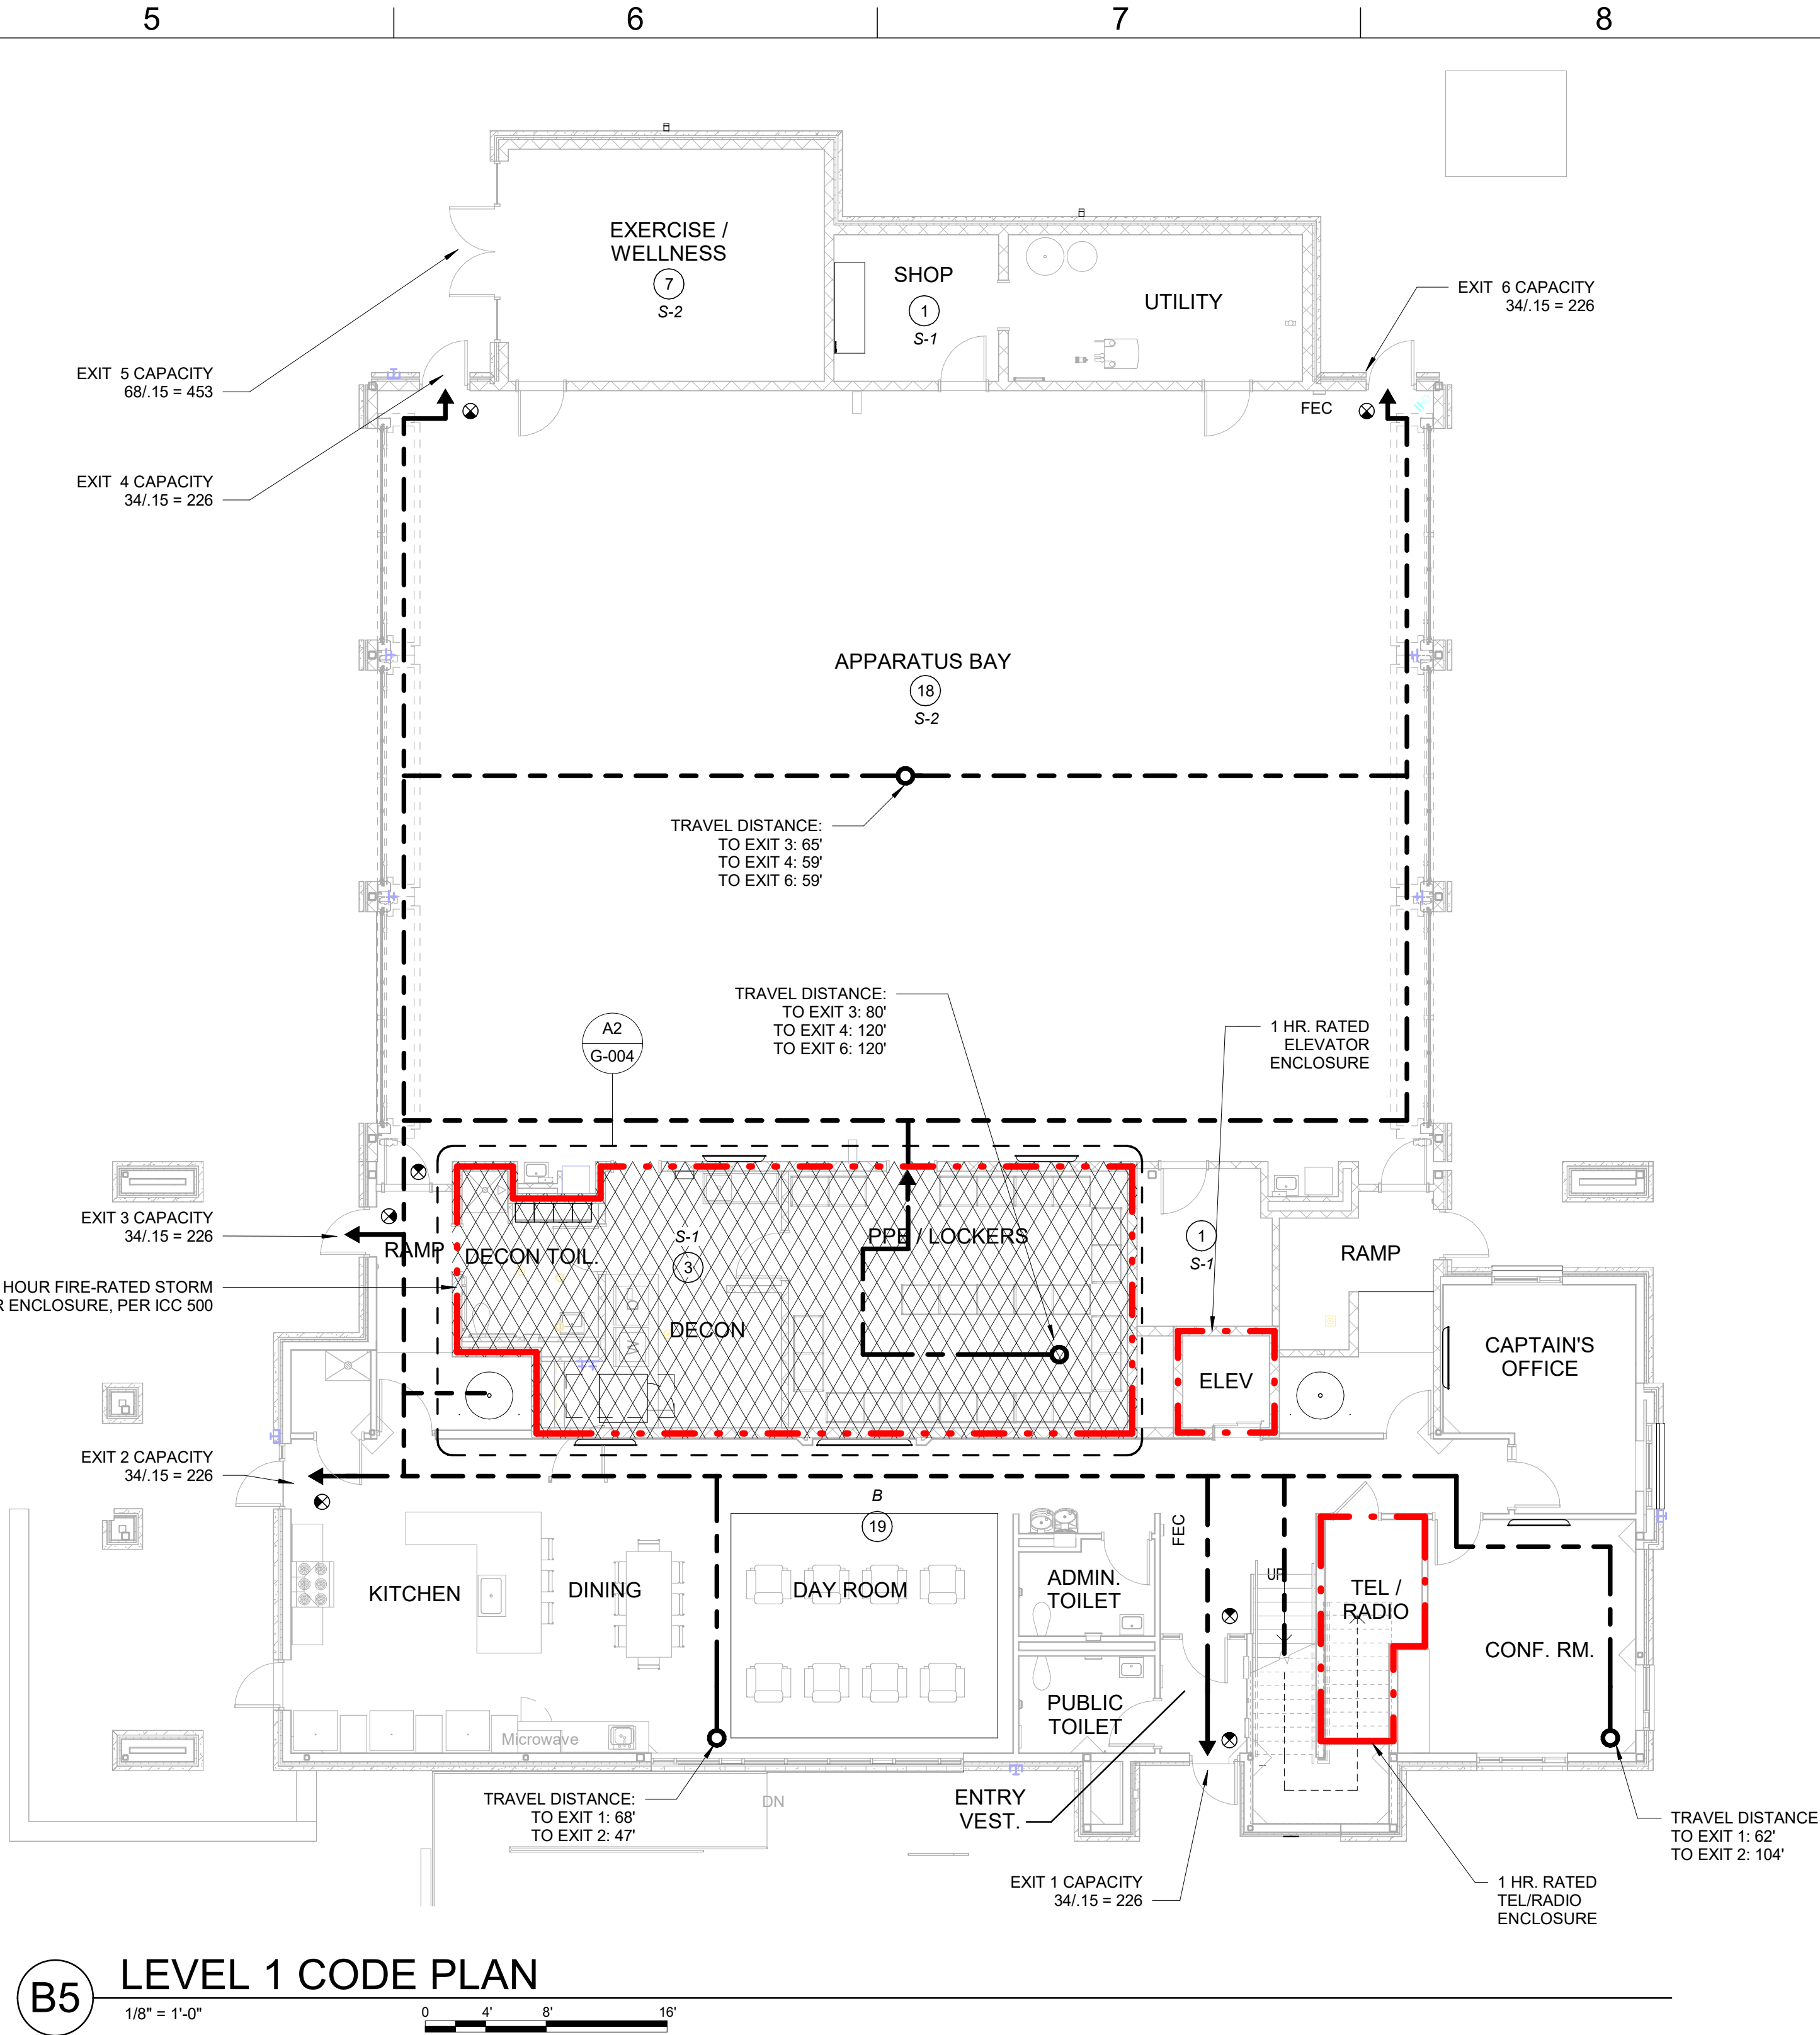 5
6
7
8
EXERCISE /
WELLNESS
7
S-2
SHOP
1
S-1
UTILITY
EXIT 6 CAPACITY
34/.15 = 226
EXIT 5 CAPACITY
68/.15 = 453
FEC
EXIT 4 CAPACITY
34/.15 = 226
APPARATUS BAY
18
S-2
TRAVEL DISTANCE:
TO EXIT 3: 65'
TO EXIT 4: 59'
TO EXIT 6: 59'
TRAVEL DISTANCE:
TO EXIT 3: 80'
TO EXIT 4: 120'
TO EXIT 6: 120'
A2
G-004
1 HR. RATED
ELEVATOR
ENCLOSURE
EXIT 3 CAPACITY
34/.15 = 226
RAMP
DECON TOIL.
S-1
3
PPE / LOCKERS
1
S-1
RAMP
HOUR FIRE-RATED STORM
R ENCLOSURE, PER ICC 500
DECON
ELEV
CAPTAIN'S
OFFICE
EXIT 2 CAPACITY
34/.15 = 226
B
19
FEC
KITCHEN
DINING
DAY ROOM
ADMIN.
TOILET
UP
TEL /
RADIO
CONF. RM.
PUBLIC
TOILET
Microwave
TRAVEL DISTANCE:
TO EXIT 1: 68'
TO EXIT 2: 47'
DN
ENTRY
VEST.
TRAVEL DISTANCE
TO EXIT 1: 62'
TO EXIT 2: 104'
EXIT 1 CAPACITY
34/.15 = 226
1 HR. RATED
TEL/RADIO
ENCLOSURE
B5
LEVEL 1 CODE PLAN
1/8" = 1'-0"
0 4' 8' 16'